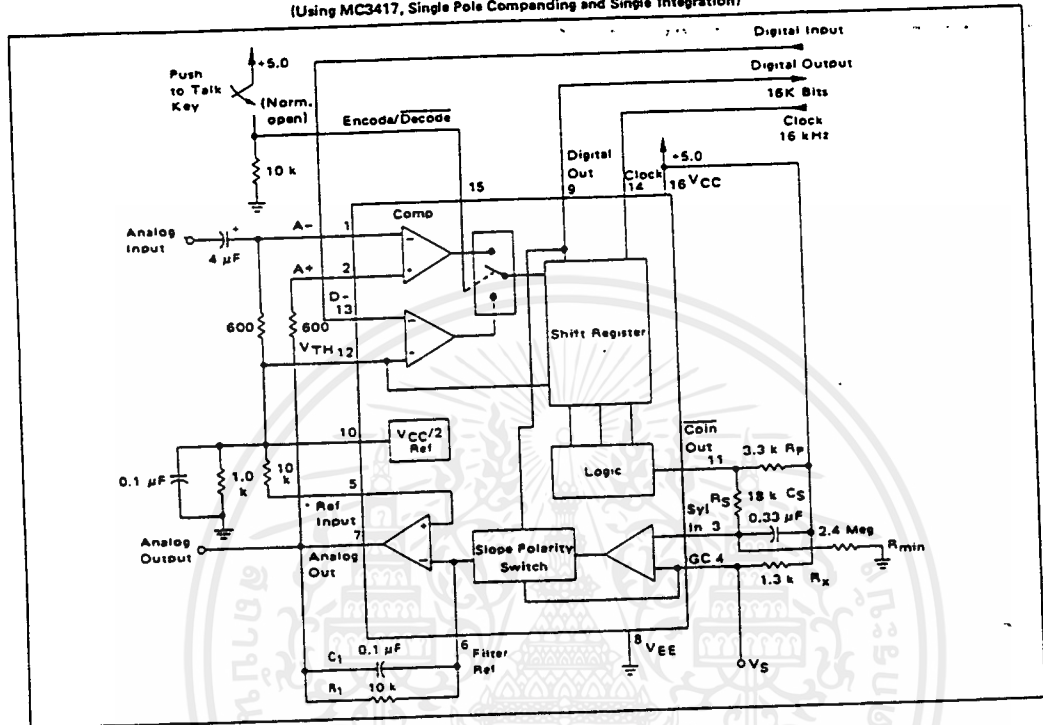 (Using MC3417, Single Pole Companding and Single Integration)
Digital Input
Digital Output
16K Bits
Clock
16 kHz
+5.0
Push
to Talk
Key
(Norm.
open)
Encode/Decode
10 k
Digital
Out
9
Clock
14
+5.0
16 VCC
15
Analog
Input
4 µF
+
A-
1
Comp
A+
2
D-
13
600
600
VTH 12
Shift Register
10
VCC/2
Ref
Coin
Out
11
3.3 k RP
Logic
0.1 µF
1.0
k
10
k
5
Ref
Input
RS
18 k
CS
0.33 µF
Syl
In 3
2.4 Meg
Rmin
Analog
Output
7
Analog
Out
Slope Polarity
Switch
GC 4
1.3 k
Rx
6
Filter
Ref
8
VEE
VS
C1
0.1 µF
R1
10 k